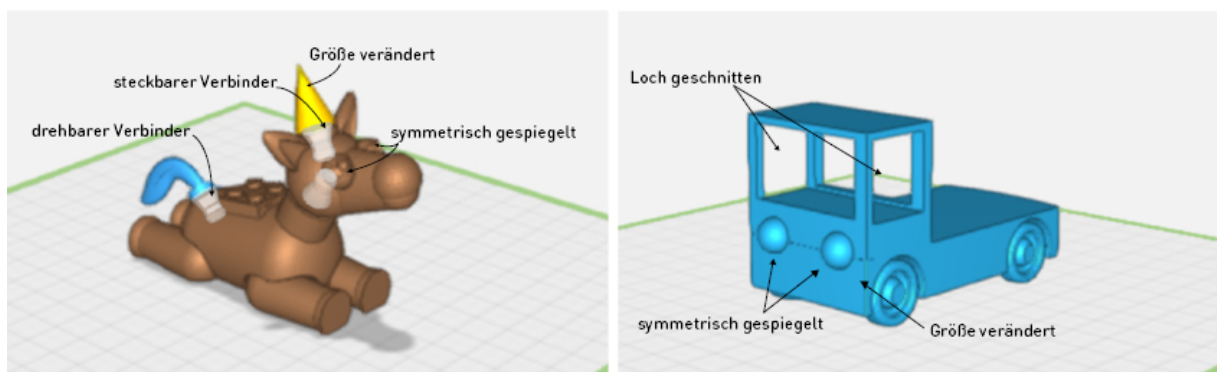 Größe verändert
steckbarer Verbinder
drehbarer Verbinder
symmetrisch gespiegelt
Loch geschnitten
symmetrisch gespiegelt
Größe verändert